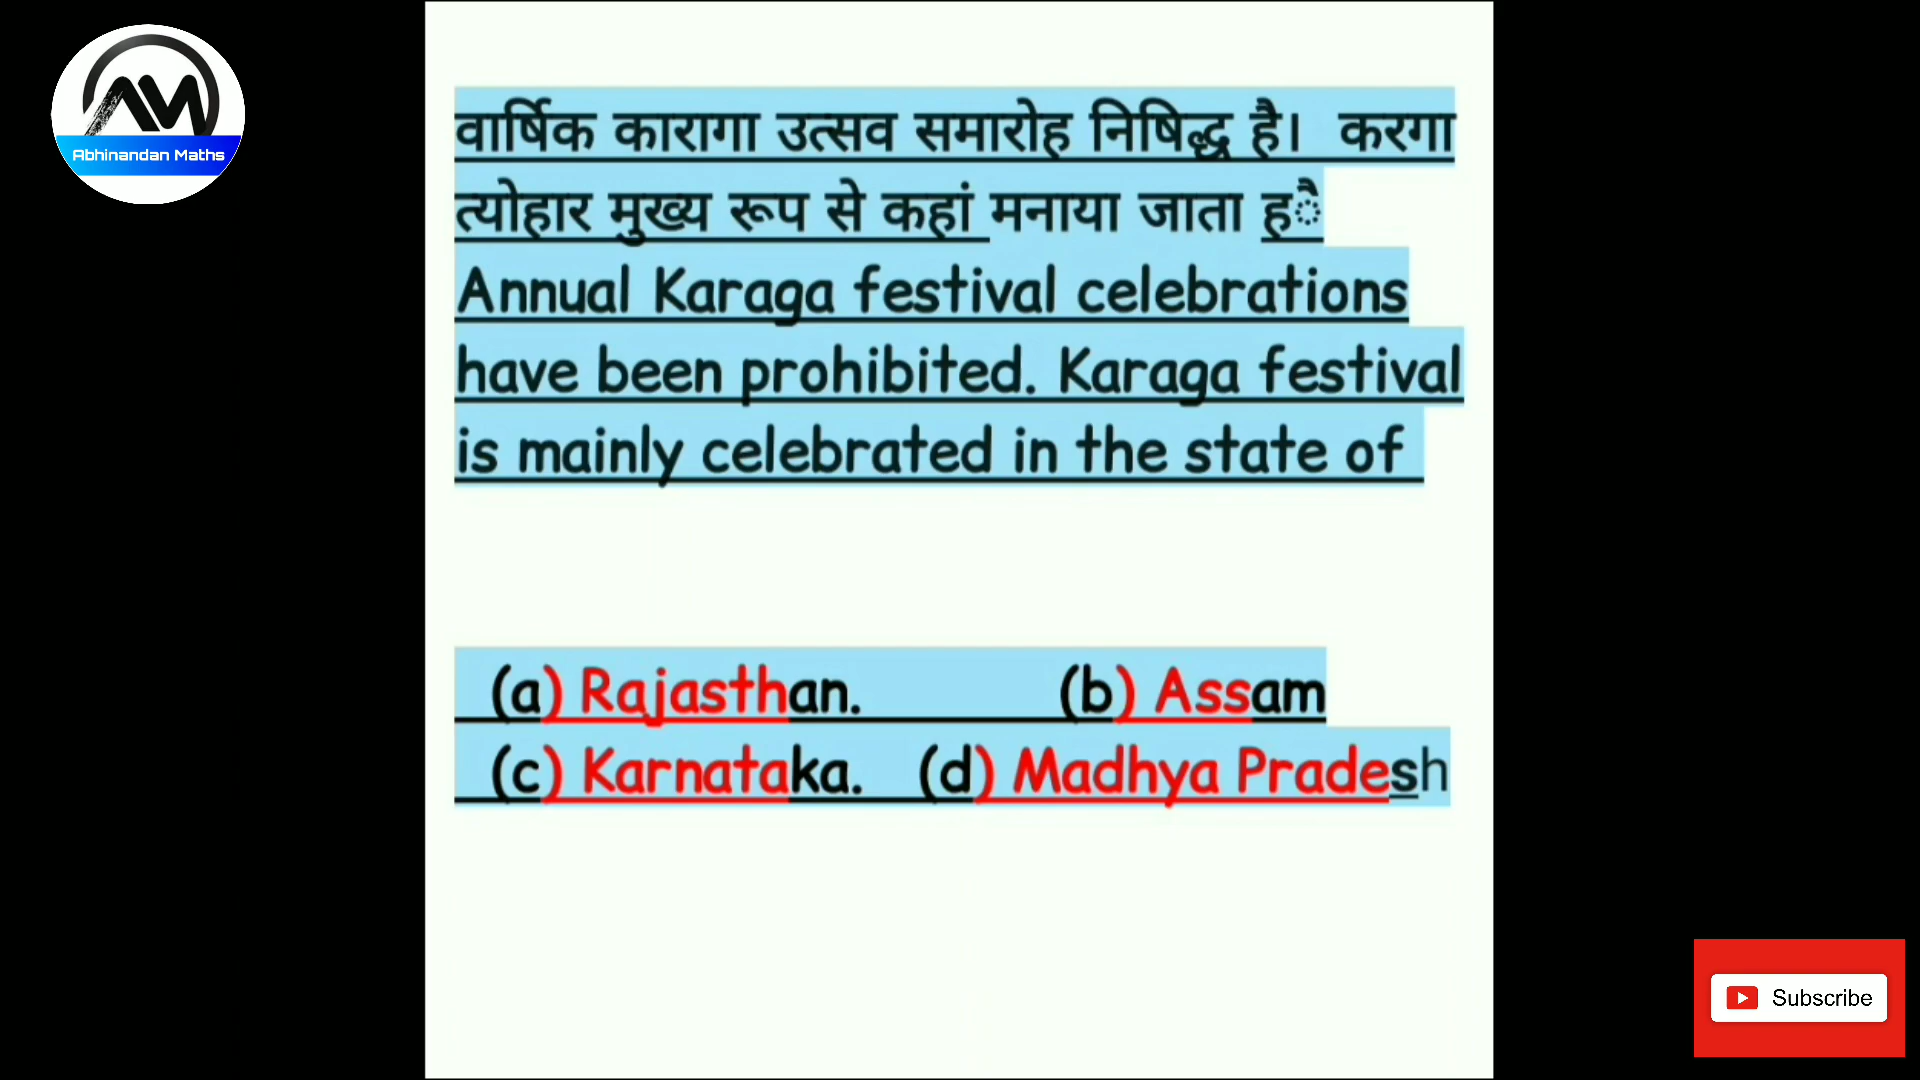 AM
Abhinandan Maths
वार्षिक कारागा उत्सव समारोह निषिद्ध है। करगा
त्योहार मुख्य रूप से कहां मनाया जाता ह ै
Annual Karaga festival celebrations
have been prohibited. Karaga festival
is mainly celebrated in the state of
(a) Rajasthan. (b) Assam
(c) Karnataka. (d) Madhya Pradesh
Subscribe